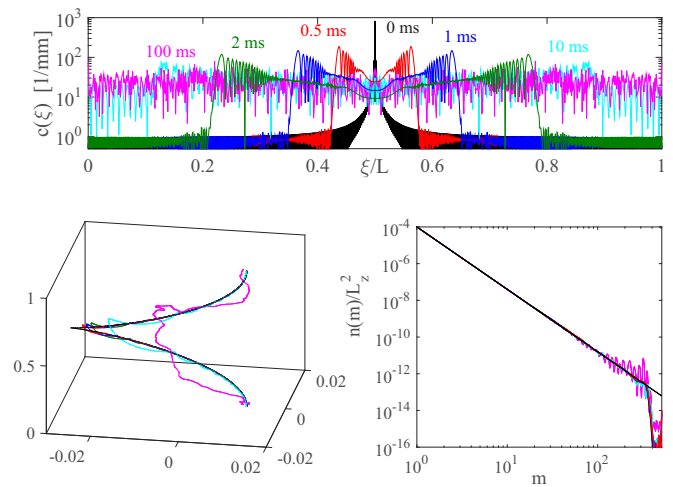 10³
10²
10¹
10⁰
c(ξ) [1/mm]
100 ms
2 ms
0.5 ms
0 ms
1 ms
10 ms
0
0.2
0.4
0.6
0.8
1
ξ/L
1
0.5
0
-0.02
0
0.02
-0.02
0
0.02
10⁻⁴
10⁻⁶
10⁻⁸
10⁻¹⁰
10⁻¹²
10⁻¹⁴
10⁻¹⁶
n(m)/L_z²
10⁰
10¹
10²
m